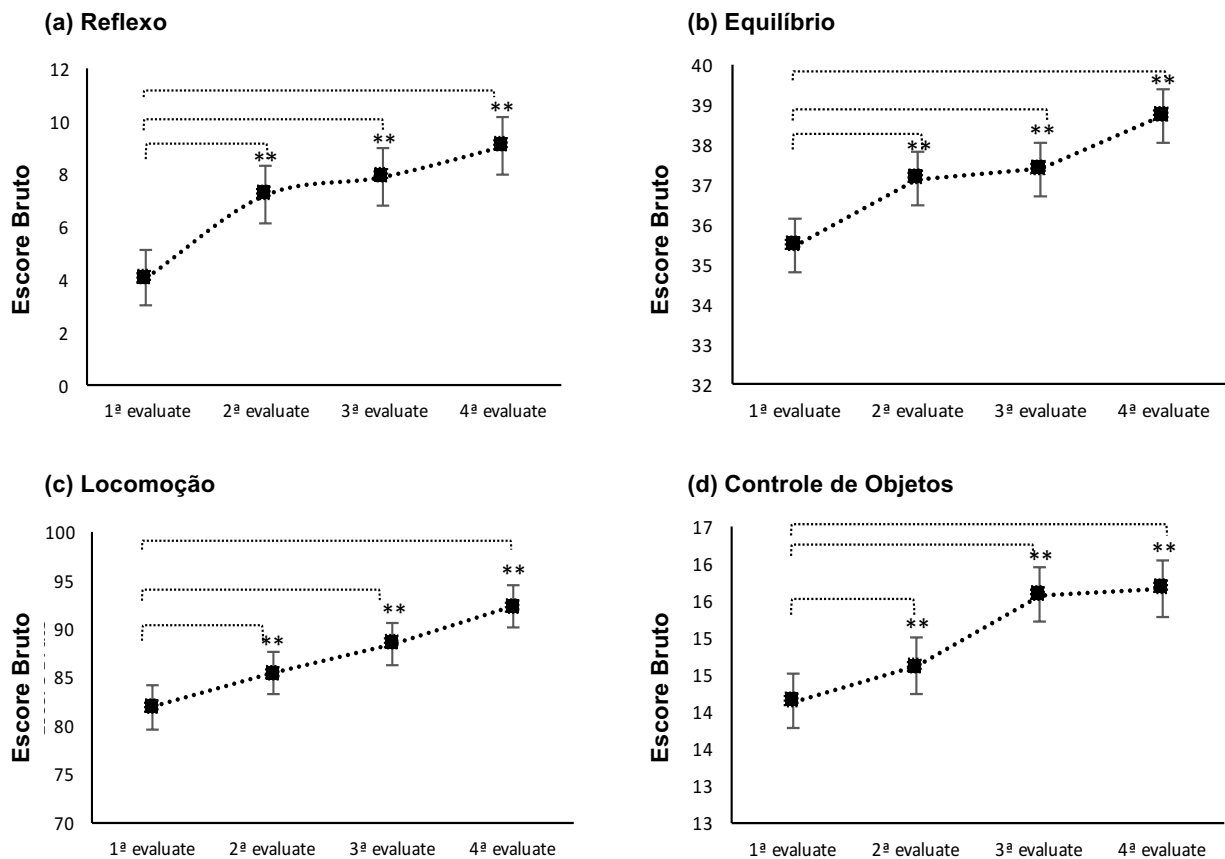 (a) Reflexo
12
10
8
6
4
2
0
Escore Bruto
** ** **
1ª evaluate 2ª evaluate 3ª evaluate 4ª evaluate
(b) Equilíbrio
40
39
38
37
36
35
34
33
32
Escore Bruto
** ** **
1ª evaluate 2ª evaluate 3ª evaluate 4ª evaluate
(c) Locomoção
100
95
90
85
80
75
70
Escore Bruto
** ** **
1ª evaluate 2ª evaluate 3ª evaluate 4ª evaluate
(d) Controle de Objetos
17
16
16
15
15
14
14
13
13
Escore Bruto
** ** **
1ª evaluate 2ª evaluate 3ª evaluate 4ª evaluate